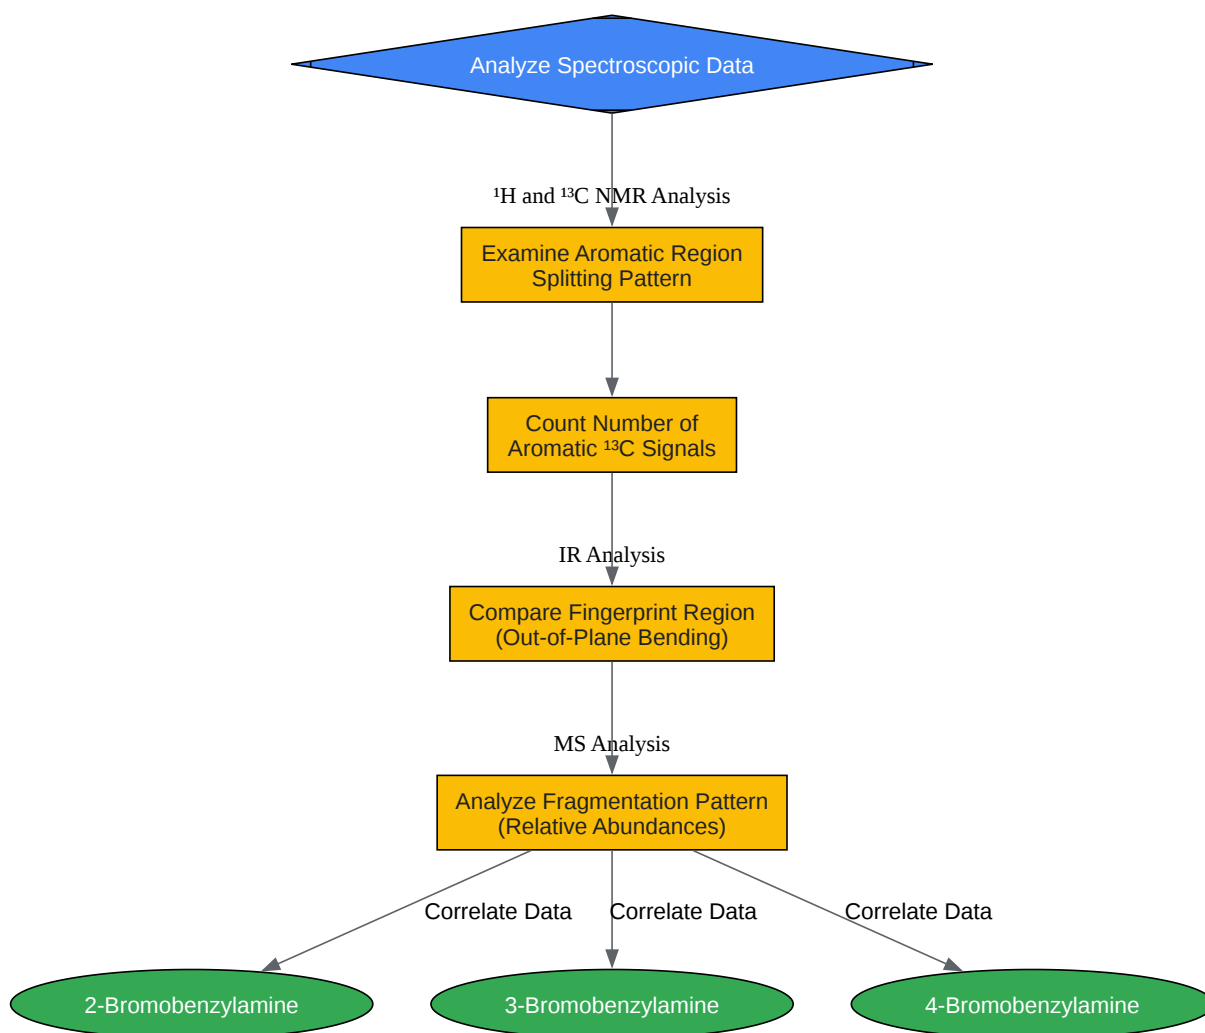 Analyze Spectroscopic Data
¹H and ¹³C NMR Analysis
Examine Aromatic Region
Splitting Pattern
Count Number of
Aromatic ¹³C Signals
IR Analysis
Compare Fingerprint Region
(Out-of-Plane Bending)
MS Analysis
Analyze Fragmentation Pattern
(Relative Abundances)
Correlate Data
Correlate Data
Correlate Data
2-Bromobenzylamine
3-Bromobenzylamine
4-Bromobenzylamine